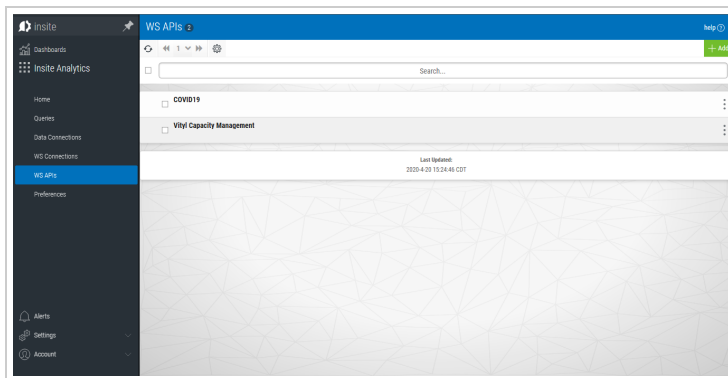 insite
Dashboards
Insite Analytics
Home
Queries
Data Connections
WS Connections
WS APIs
Preferences
Alerts
Settings
Account
WS APIs 2
help ?
1
+ Add
Search...
COVID19
Vityl Capacity Management
Last Updated:
2020-4-20 15:24:46 CDT